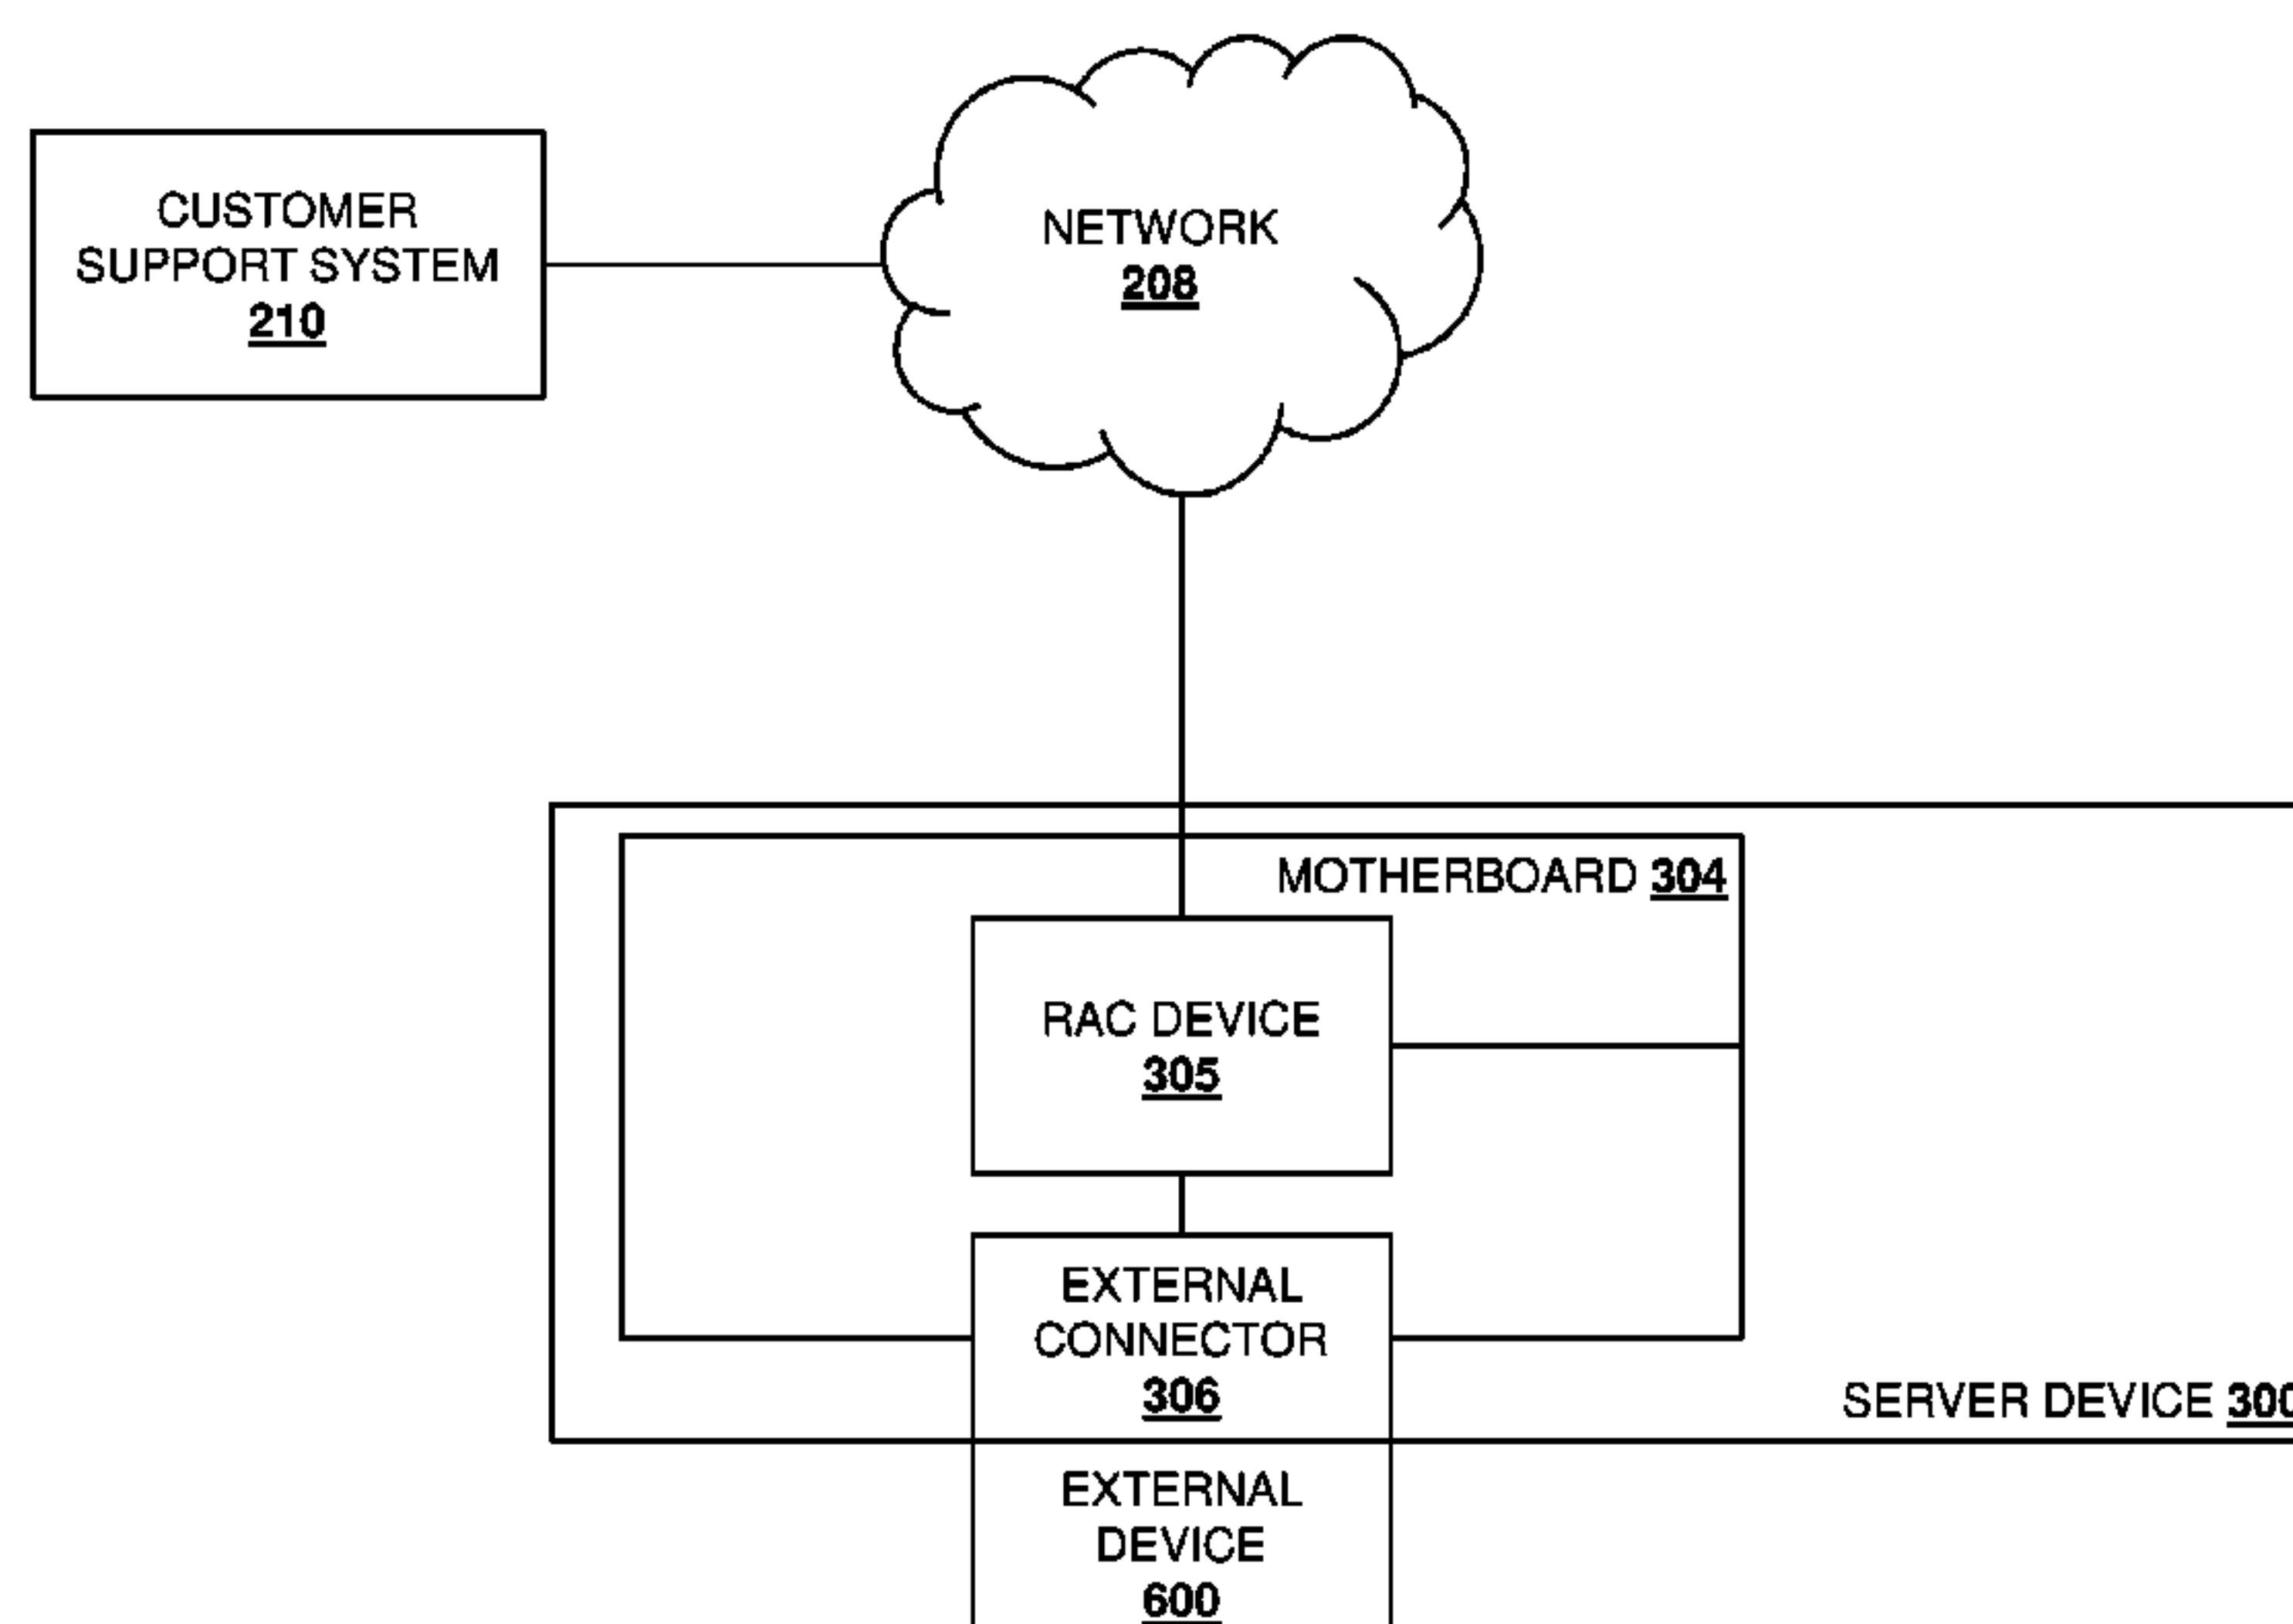 CUSTOMER
SUPPORT SYSTEM
210
NETWORK
208
MOTHERBOARD 304
RAC DEVICE
305
EXTERNAL
CONNECTOR
306
SERVER DEVICE 300
EXTERNAL
DEVICE
600